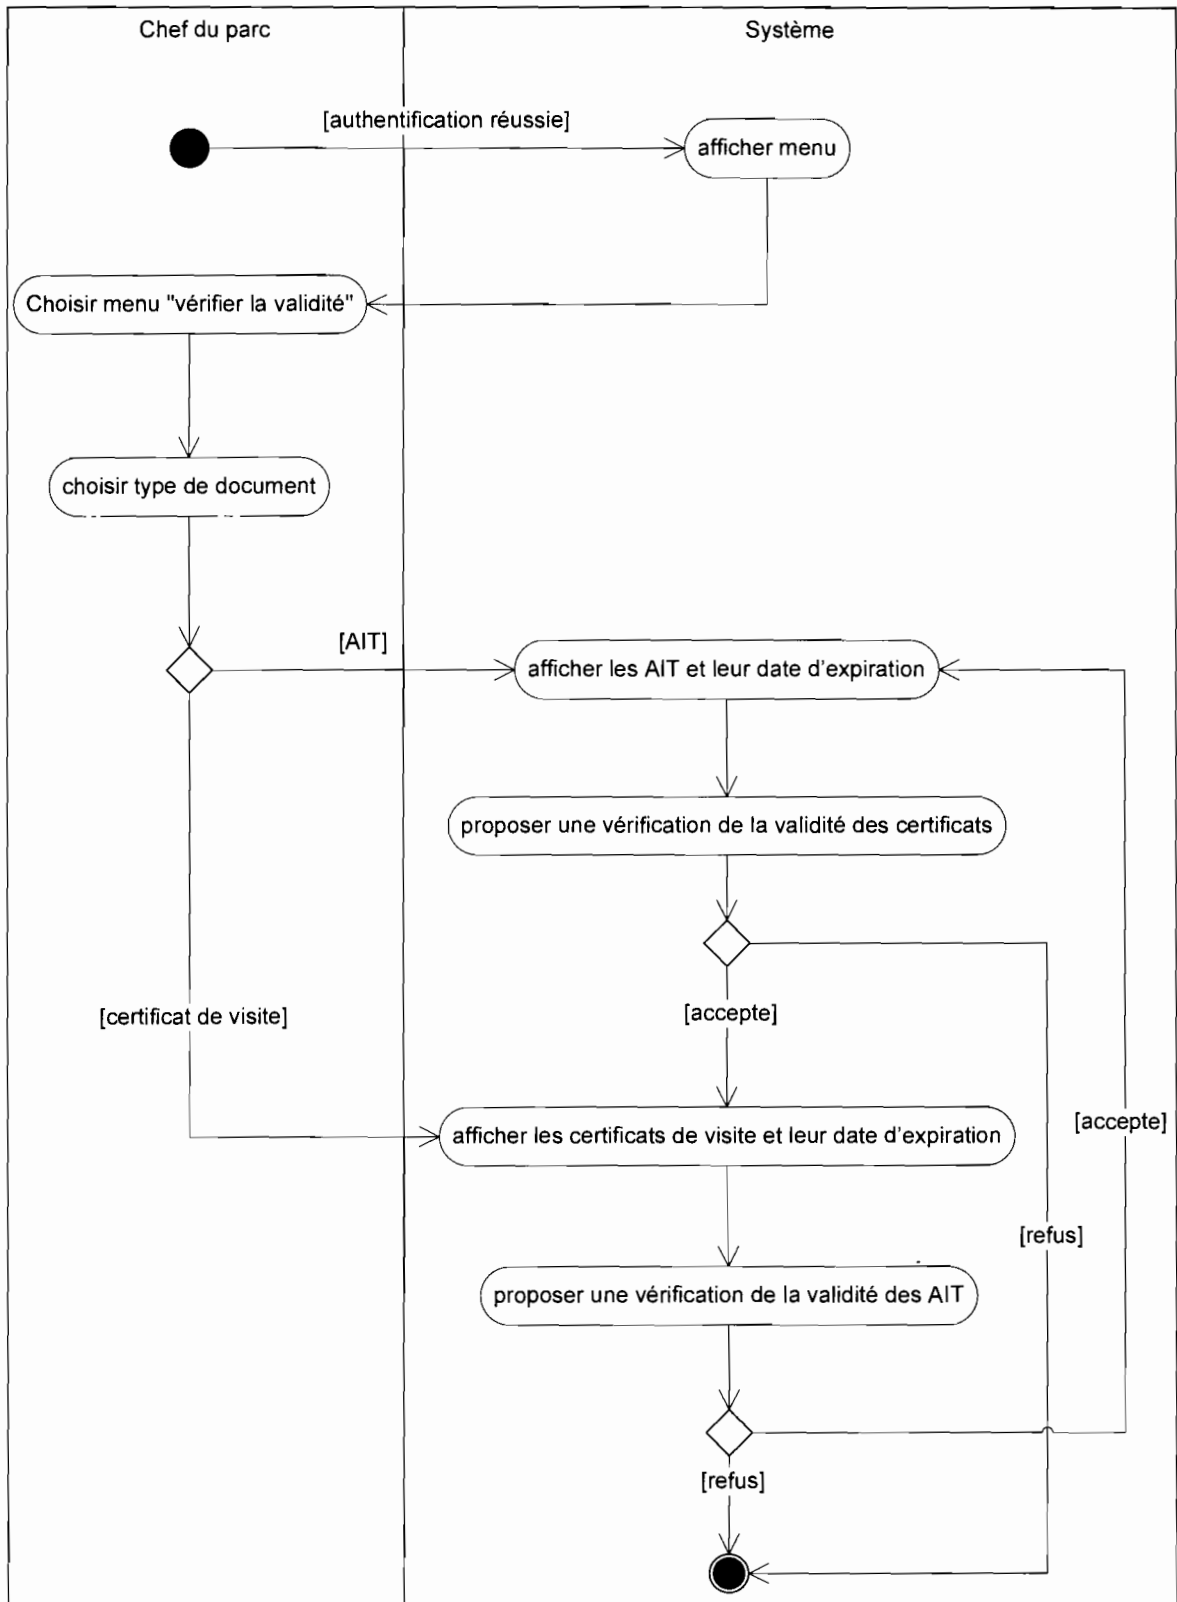 Chef du parc
Système
[authentification réussie]
afficher menu
Choisir menu "vérifier la validité"
choisir type de document
[AIT]
afficher les AIT et leur date d'expiration
proposer une vérification de la validité des certificats
[certificat de visite]
[accepte]
afficher les certificats de visite et leur date d'expiration
[accepte]
[refus]
proposer une vérification de la validité des AIT
[refus]